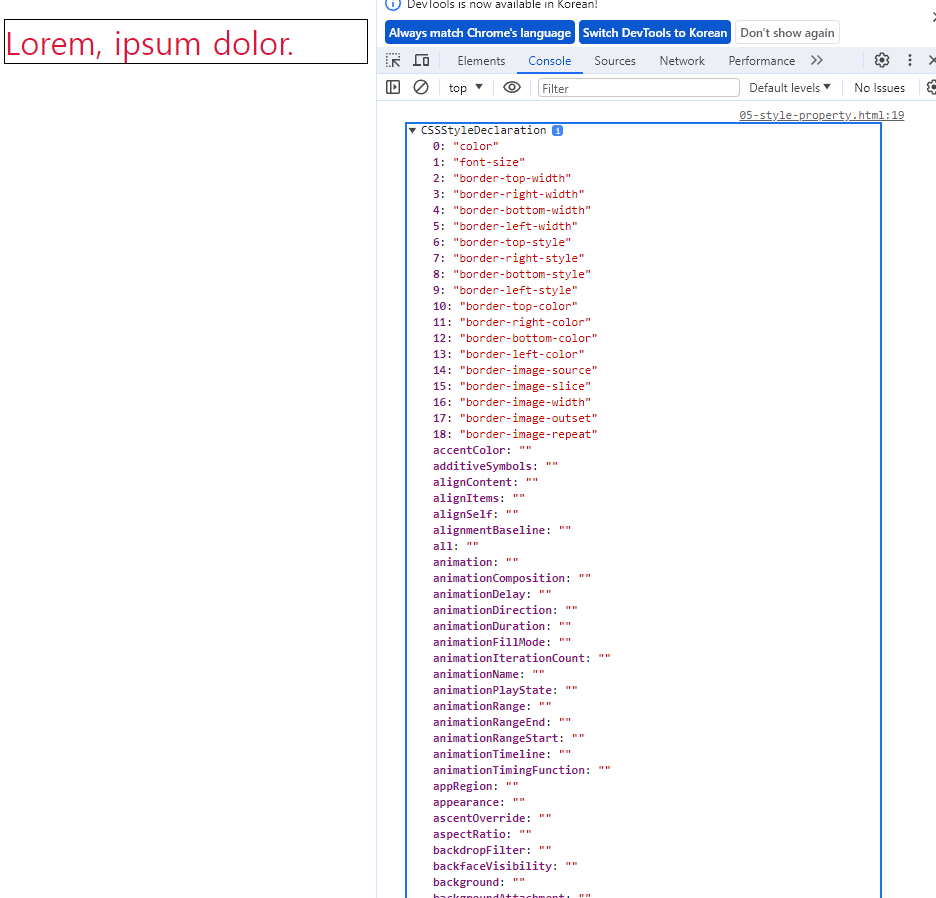 DevTools is now available in Korean!
Lorem, ipsum dolor.
Always match Chrome's language Switch DevTools to Korean Don't show again
Elements Console Sources Network Performance
top Filter Default levels No Issues
05-style-property.html:19
CSSStyleDeclaration
0: "color"
1: "font-size"
2: "border-top-width"
3: "border-right-width"
4: "border-bottom-width"
5: "border-left-width"
6: "border-top-style"
7: "border-right-style"
8: "border-bottom-style"
9: "border-left-style"
10: "border-top-color"
11: "border-right-color"
12: "border-bottom-color"
13: "border-left-color"
14: "border-image-source"
15: "border-image-slice"
16: "border-image-width"
17: "border-image-outset"
18: "border-image-repeat"
accentColor: ""
additiveSymbols: ""
alignContent: ""
alignItems: ""
alignSelf: ""
alignmentBaseline: ""
all: ""
animation: ""
animationComposition: ""
animationDelay: ""
animationDirection: ""
animationDuration: ""
animationFillMode: ""
animationIterationCount: ""
animationName: ""
animationPlayState: ""
animationRange: ""
animationRangeEnd: ""
animationRangeStart: ""
animationTimeline: ""
animationTimingFunction: ""
appRegion: ""
appearance: ""
ascentOverride: ""
aspectRatio: ""
backdropFilter: ""
backfaceVisibility: ""
background: ""
backgroundAttachment: ""